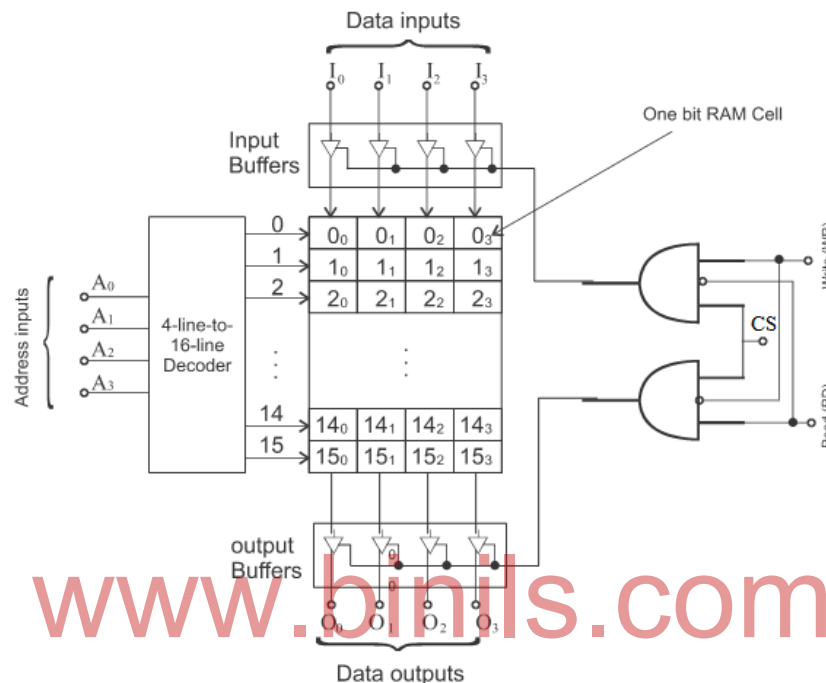 Data inputs
I₀ I₁ I₂ I₃
One bit RAM Cell
Input
Buffers
0 0₀ 0₁ 0₂ 0₃
1 1₀ 1₁ 1₂ 1₃
2 2₀ 2₁ 2₂ 2₃
Address inputs
A₀
A₁
A₂
A₃
4-line-to-
16-line
Decoder
14 14₀ 14₁ 14₂ 14₃
15 15₀ 15₁ 15₂ 15₃
CS
output
Buffers
0
0
www.binils.com
O₀ O₁ O₂ O₃
Data outputs